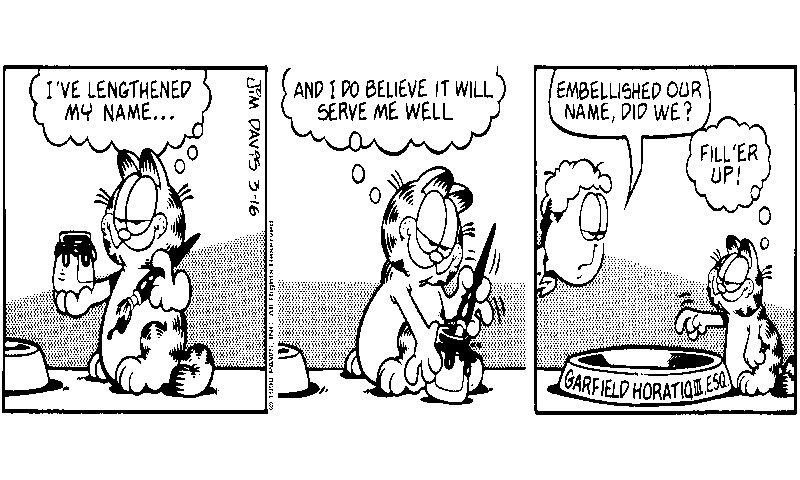 I'VE LENGTHENED
MY NAME...
JIM DAVIS 3-16
AND I DO BELIEVE IT WILL
SERVE ME WELL
EMBELLISHED OUR
NAME, DID WE?
FILL 'ER
UP!
GARFIELD HORATIO III, ESQ.